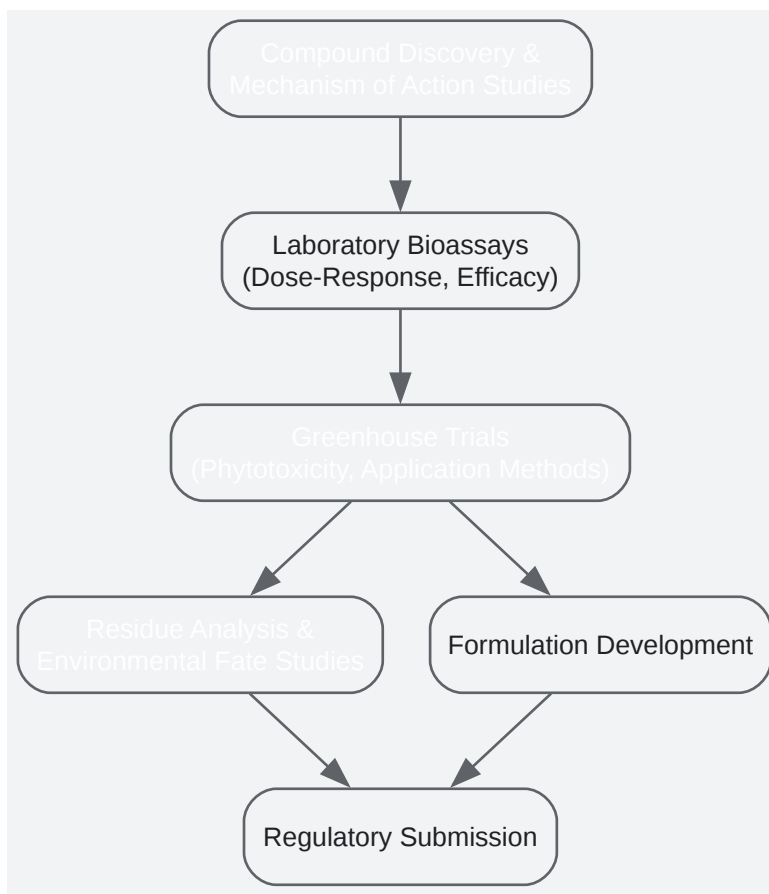 Compound Discovery &
Mechanism of Action Studies
Laboratory Bioassays
(Dose-Response, Efficacy)
Greenhouse Trials
(Phytotoxicity, Application Methods)
Residue Analysis &
Environmental Fate Studies
Formulation Development
Regulatory Submission